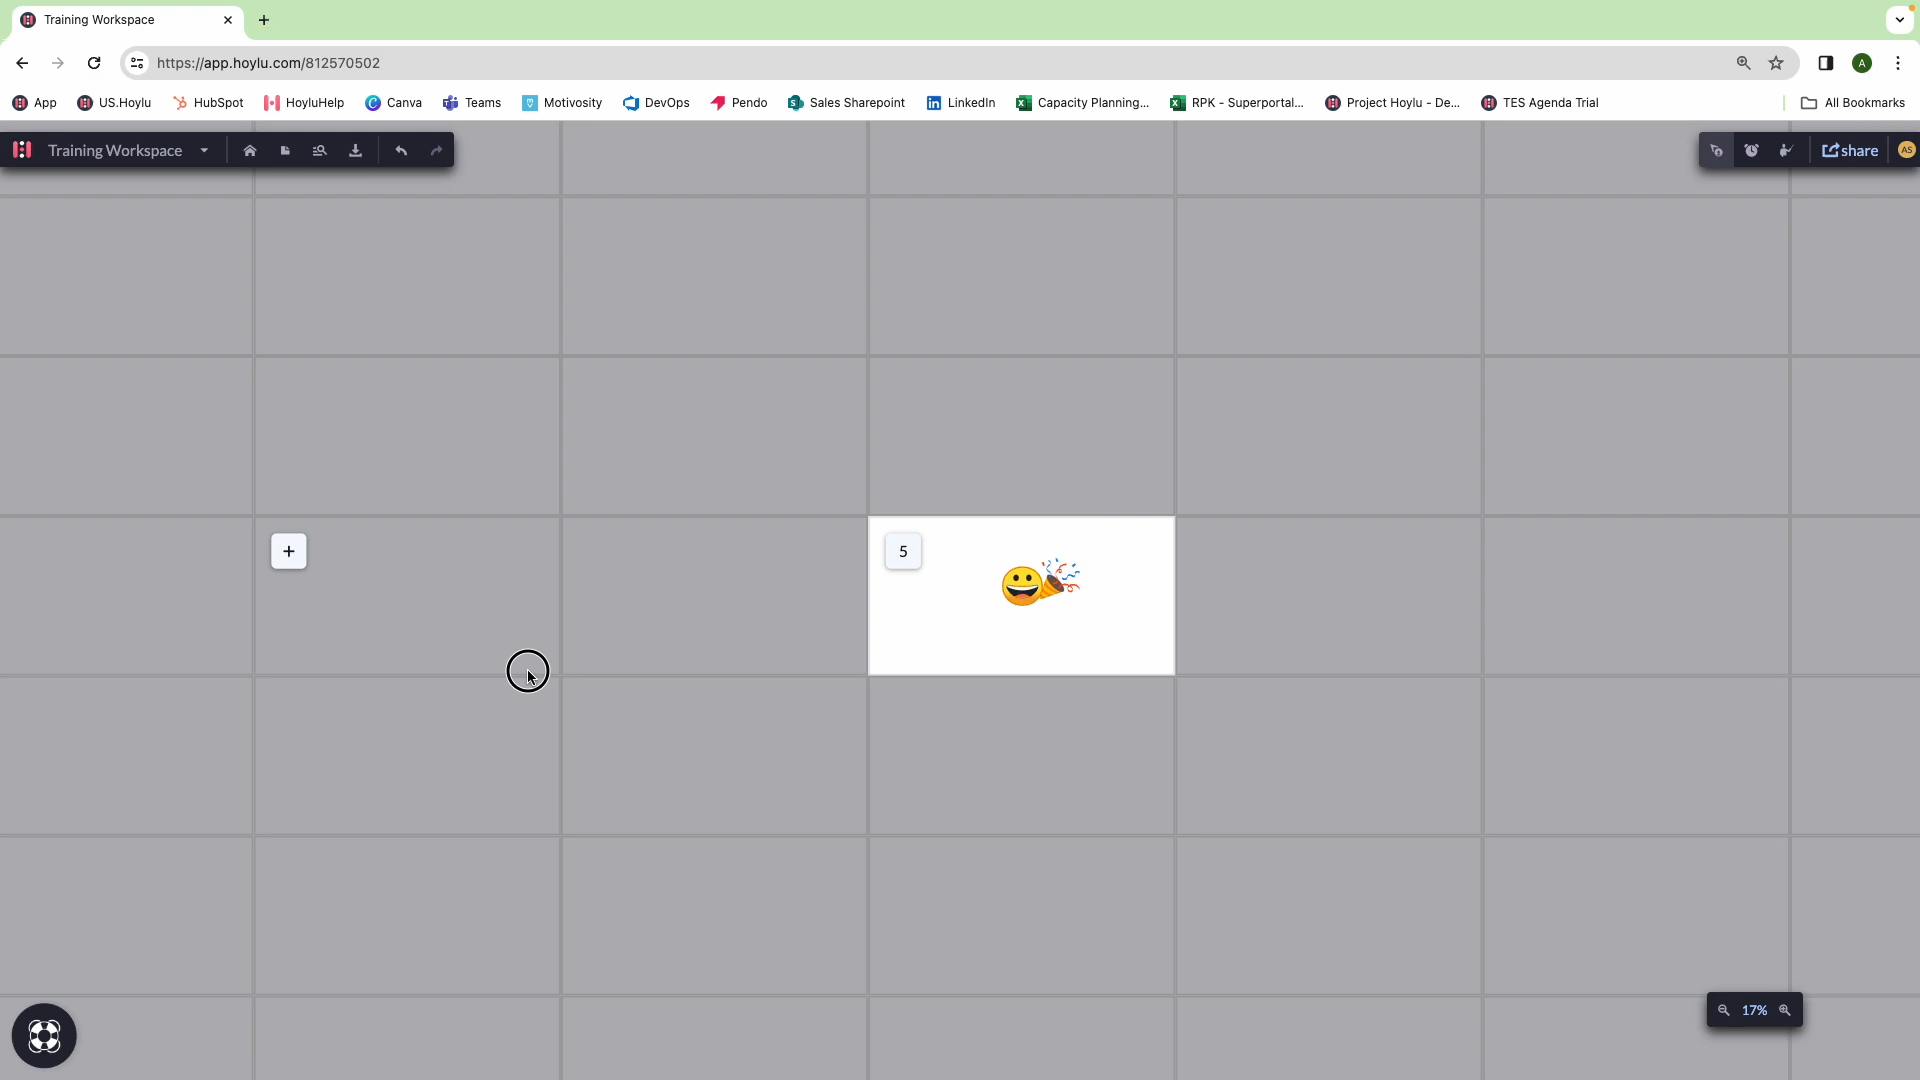 Training Workspace
https://app.hoylu.com/812570502
A
App
US.Hoylu
HubSpot
HoyluHelp
Canva
Teams
Motivosity
DevOps
Pendo
Sales Sharepoint
LinkedIn
Capacity Planning...
RPK - Superportal...
Project Hoylu - De...
TES Agenda Trial
All Bookmarks
Training Workspace
share
AS
+
5
17%